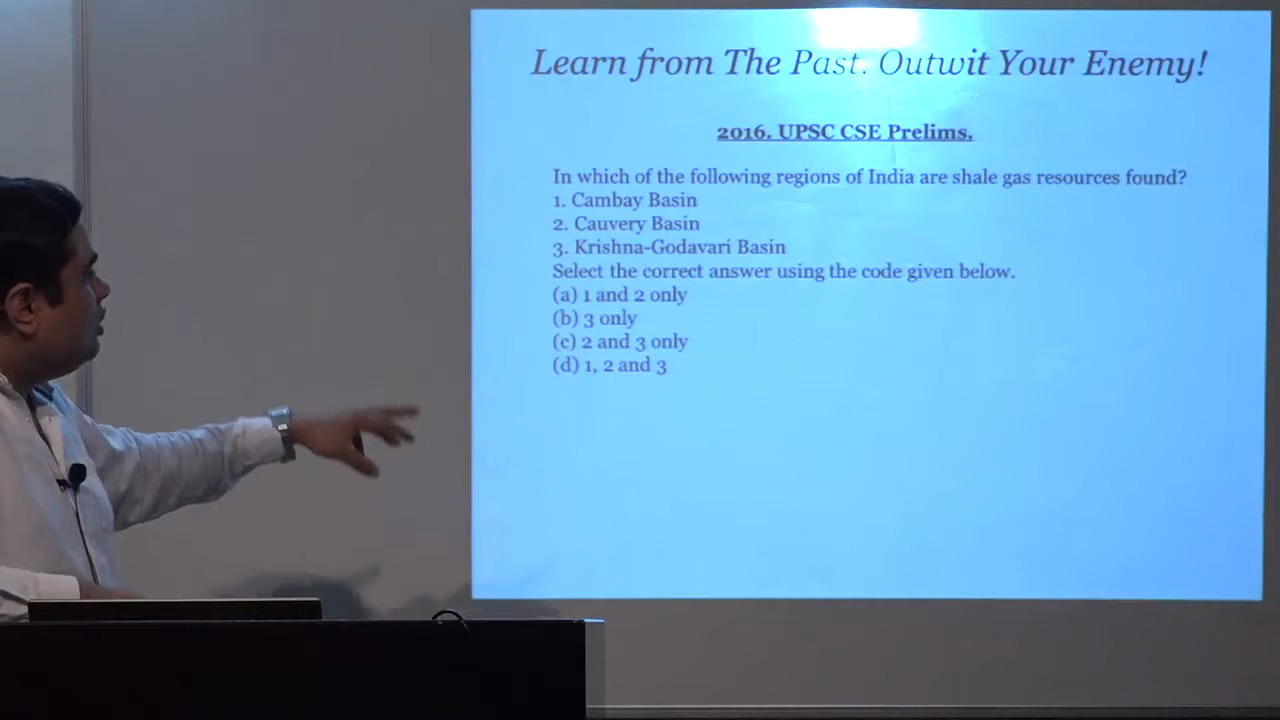 Learn from The Past. Outwit Your Enemy!
2016. UPSC CSE Prelims.
In which of the following regions of India are shale gas resources found?
1. Cambay Basin
2. Cauvery Basin
3. Krishna-Godavari Basin
Select the correct answer using the code given below.
(a) 1 and 2 only
(b) 3 only
(c) 2 and 3 only
(d) 1, 2 and 3